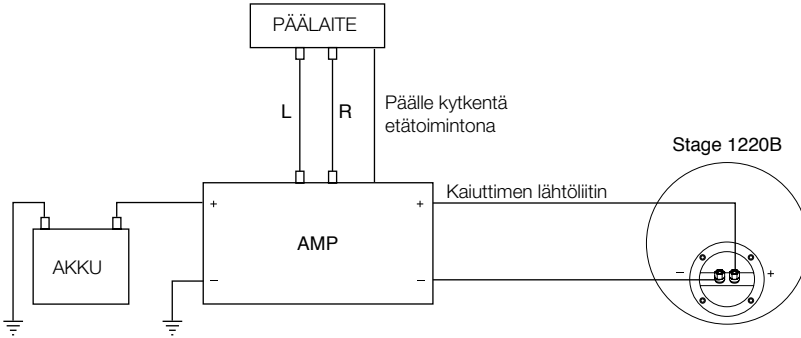 PÄÄLAITE
L
R
Päälle kytkentä
etätoimintona
Stage 1220B
Kaiuttimen lähtöliitin
+
+
AMP
AKKU
–
–
–
+